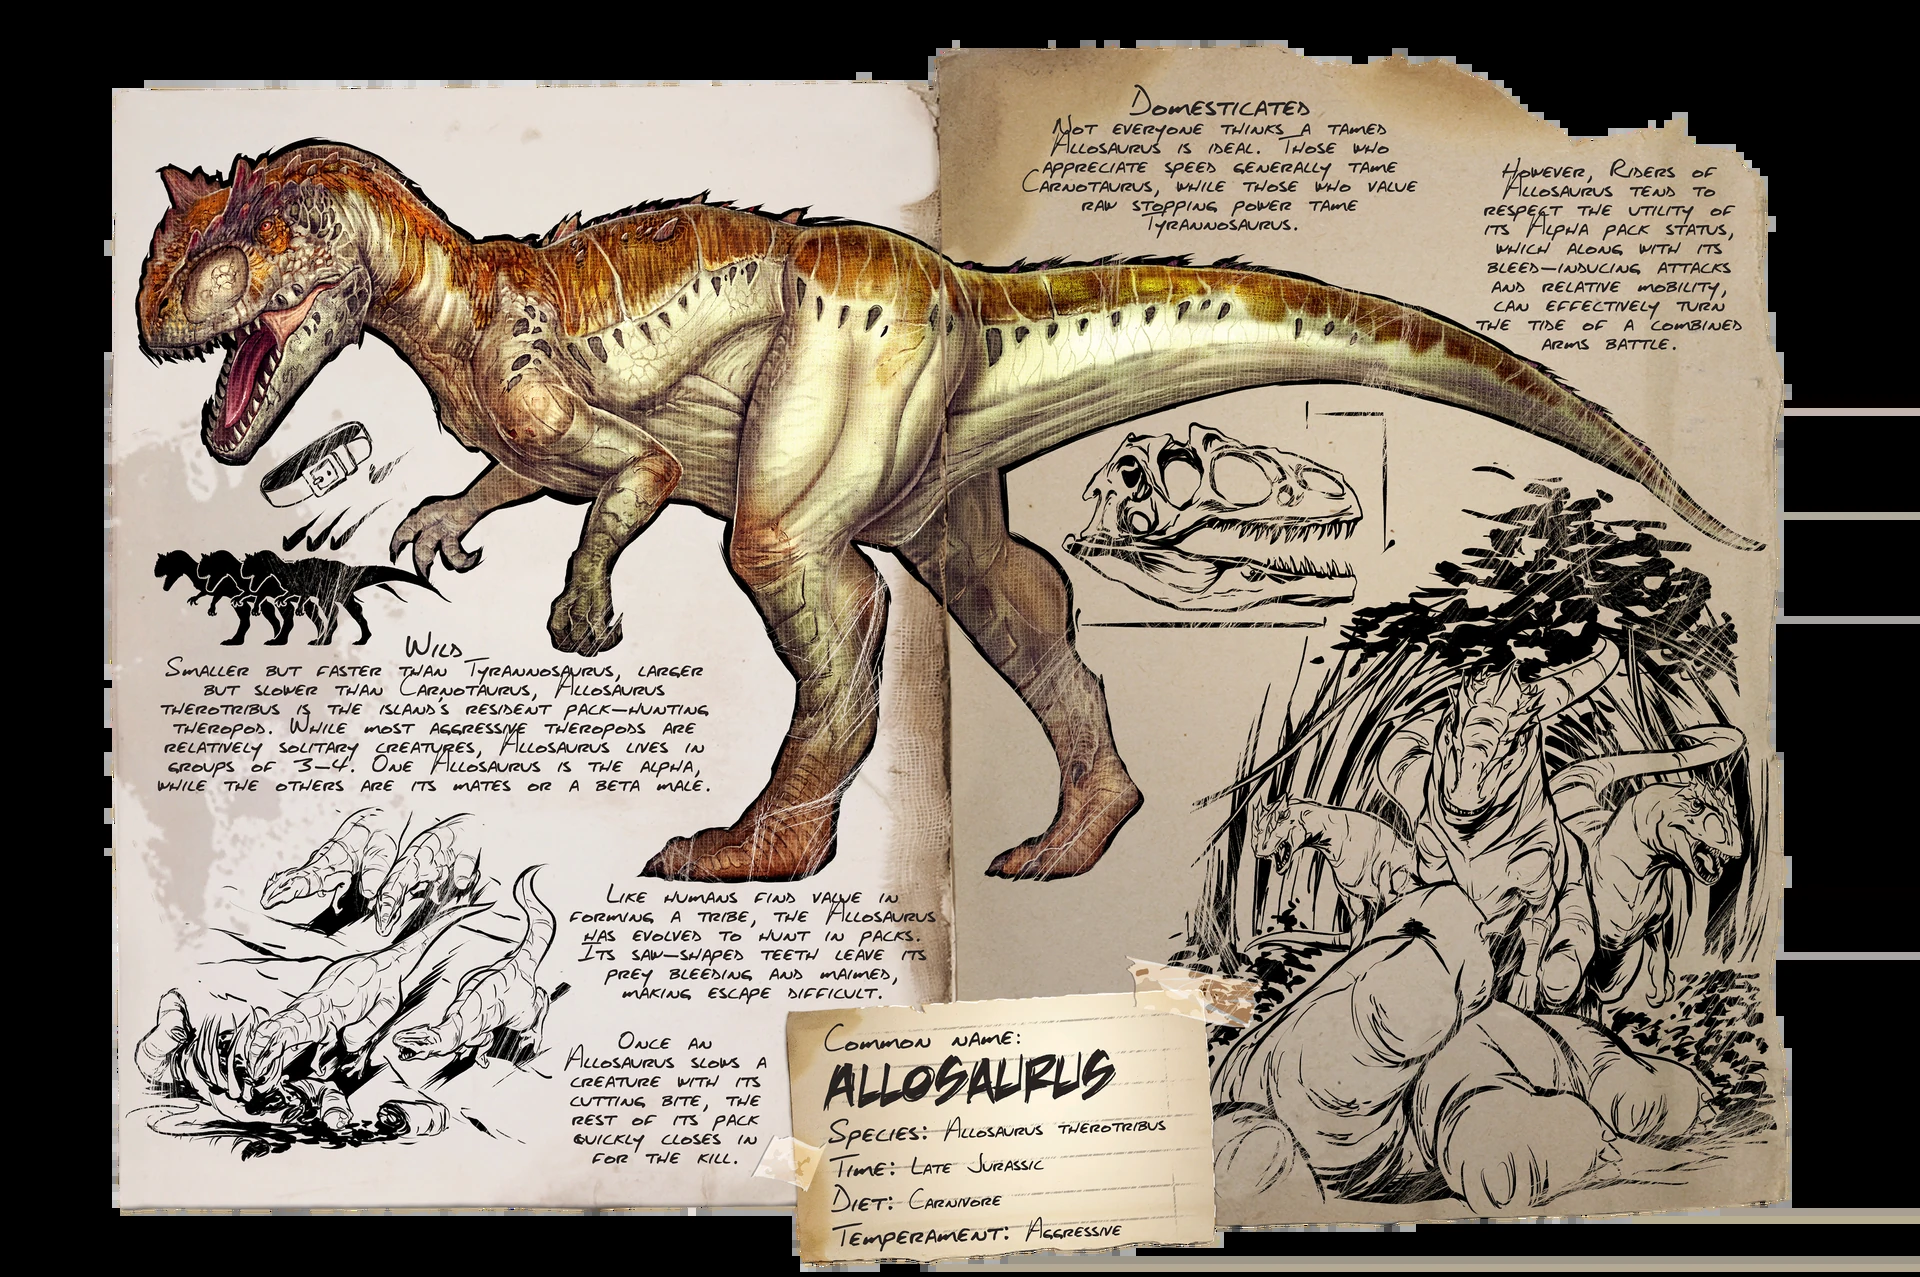 Wild
Smaller but faster than Tyrannosaurus, larger
but slower than Carnotaurus, Allosaurus
therotribus is the island's resident pack-hunting
theropod. While most aggressive theropods are
relatively solitary creatures, Allosaurus lives in
groups of 3-4. One Allosaurus is the alpha,
while the others are its mates or a beta male.
Like humans find value in
forming a tribe, the Allosaurus
has evolved to hunt in packs.
Its saw-shaped teeth leave its
prey bleeding and maimed,
making escape difficult.
Once an
Allosaurus slows a
creature with its
cutting bite, the
rest of its pack
quickly closes in
for the kill.
Domesticated
Not everyone thinks a tamed
Allosaurus is ideal. Those who
appreciate speed generally tame
Carnotaurus, while those who value
raw stopping power tame
Tyrannosaurus.
However, Riders of
Allosaurus tend to
respect the utility of
its Alpha pack status,
which along with its
bleed-inducing attacks
and relative mobility,
can effectively turn
the tide of a combined
arms battle.
Common name:
ALLOSAURUS
Species: Allosaurus therotribus
Time: Late Jurassic
Diet: Carnivore
Temperament: Aggressive